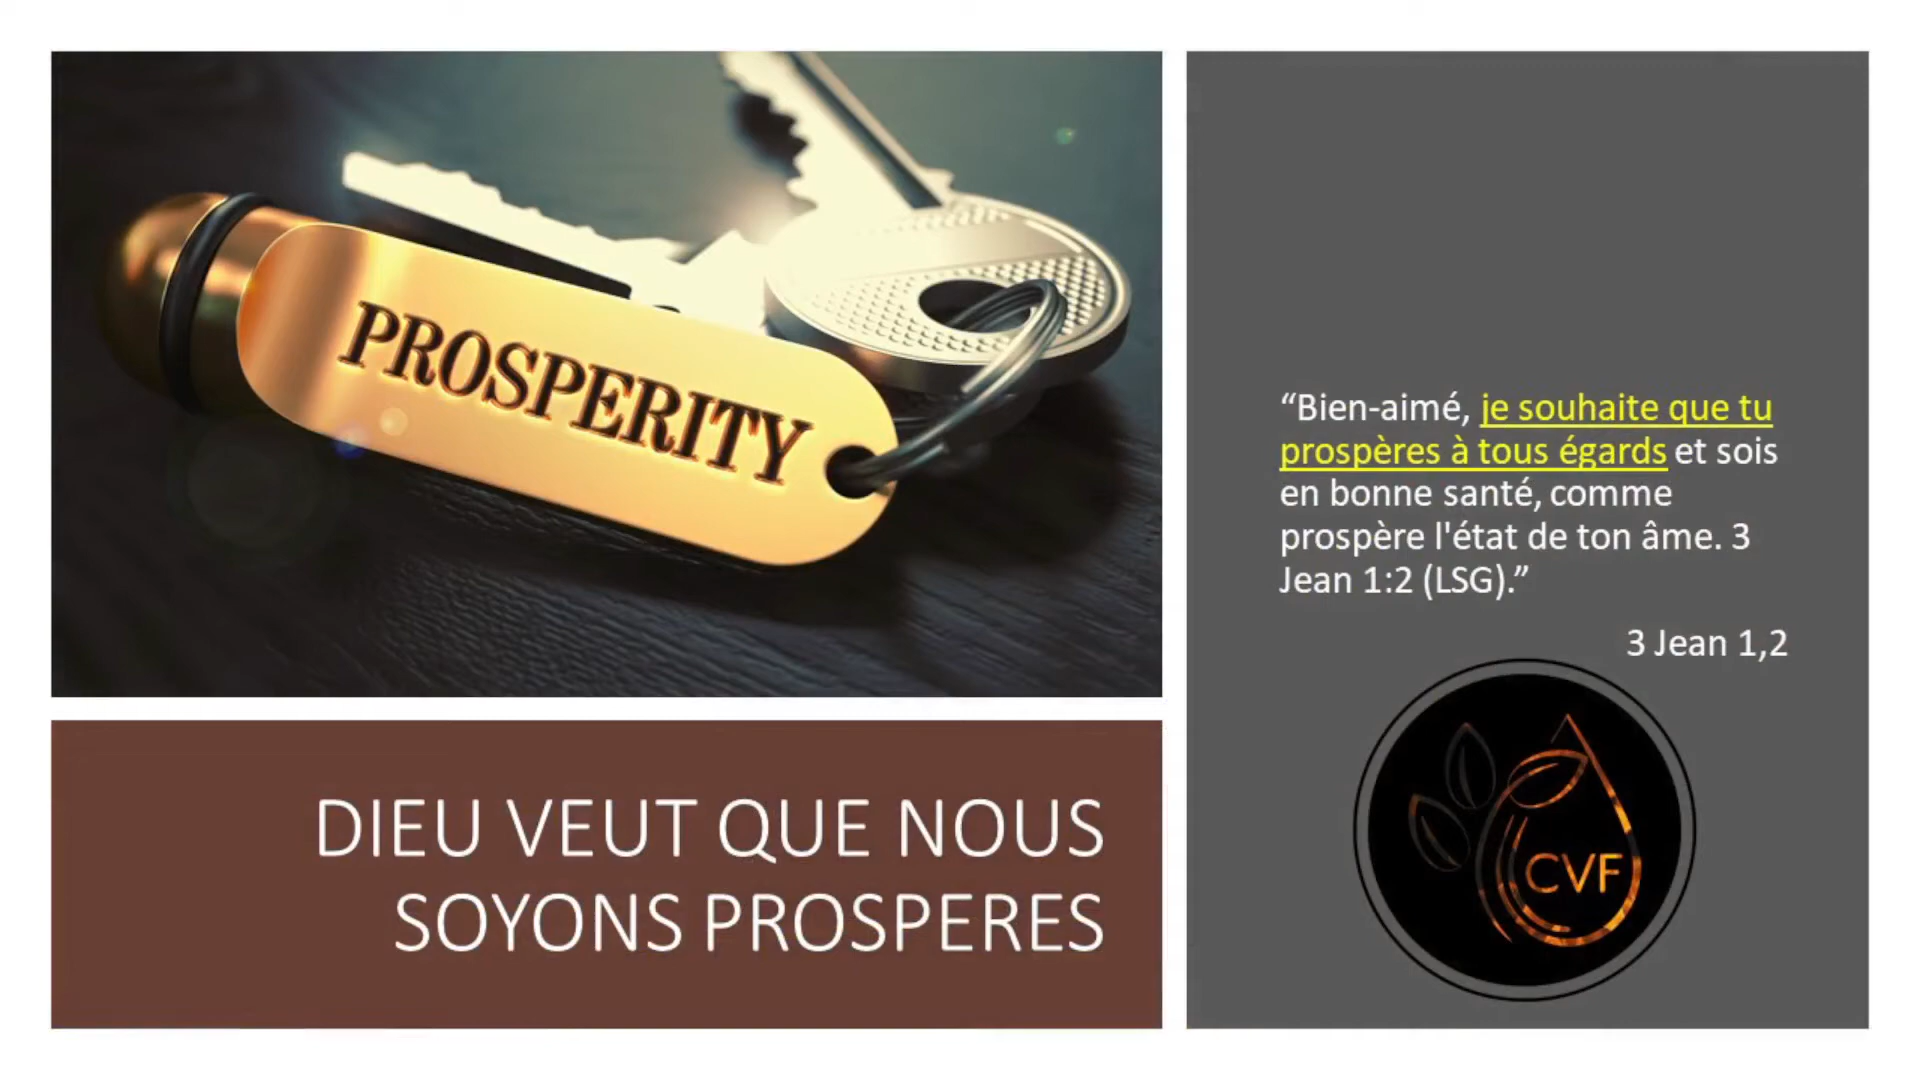 PROSPERITY
DIEU VEUT QUE NOUS
SOYONS PROSPERES
“Bien-aimé, je souhaite que tu
prospères à tous égards et sois
en bonne santé, comme
prospère l'état de ton âme. 3
Jean 1:2 (LSG).”
3 Jean 1,2
CVF